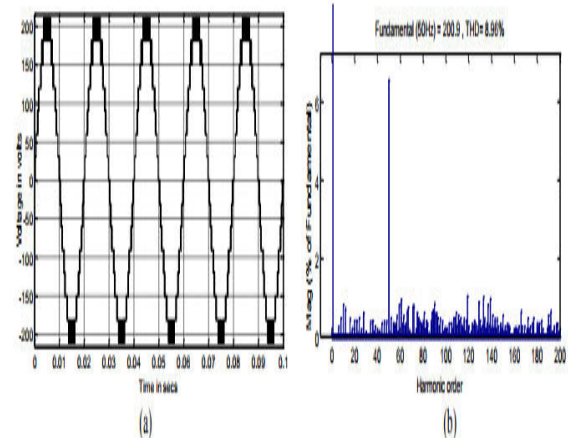 Fundamental (50Hz) = 200.9 , THD= 8.96%
Voltage in volts
200
150
100
50
0
-50
-100
-150
-200
0 0.01 0.02 0.03 0.04 0.05 0.06 0.07 0.08 0.09 0.1
Time in secs
(a)
Mag (% of Fundamental)
6
4
2
0
0 20 40 60 80 100 120 140 160 180 200
Harmonic order
(b)